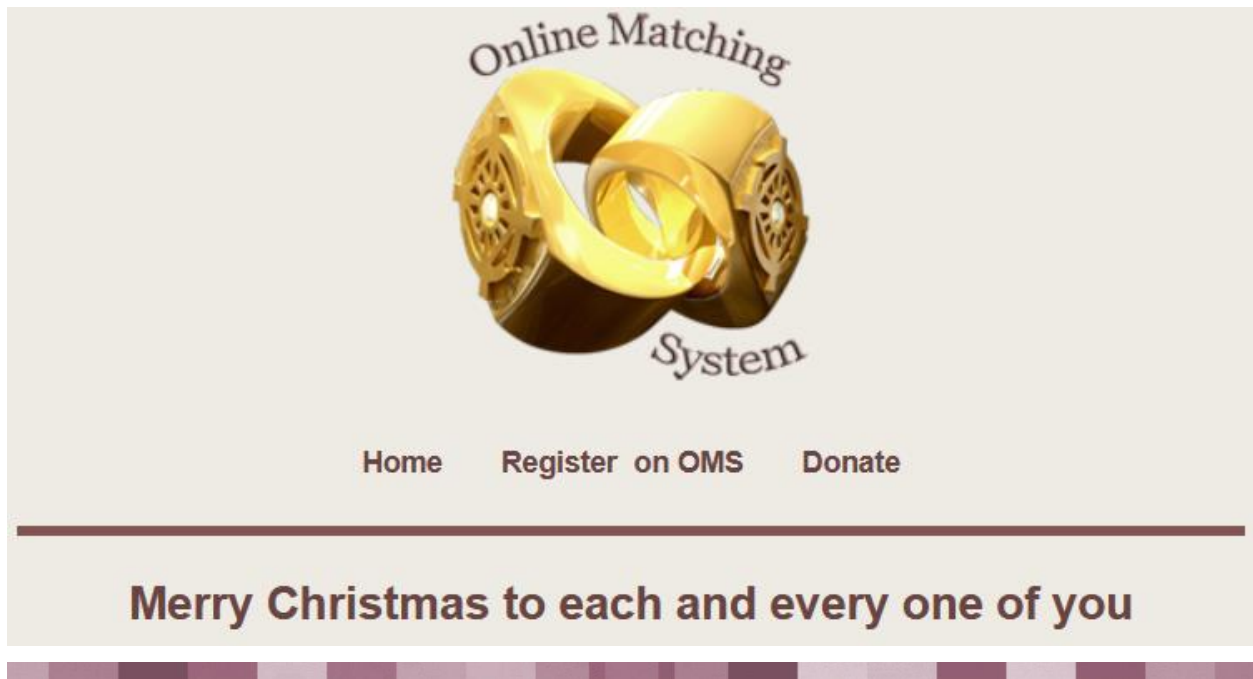 Online Matching
System
Home Register on OMS Donate
Merry Christmas to each and every one of you